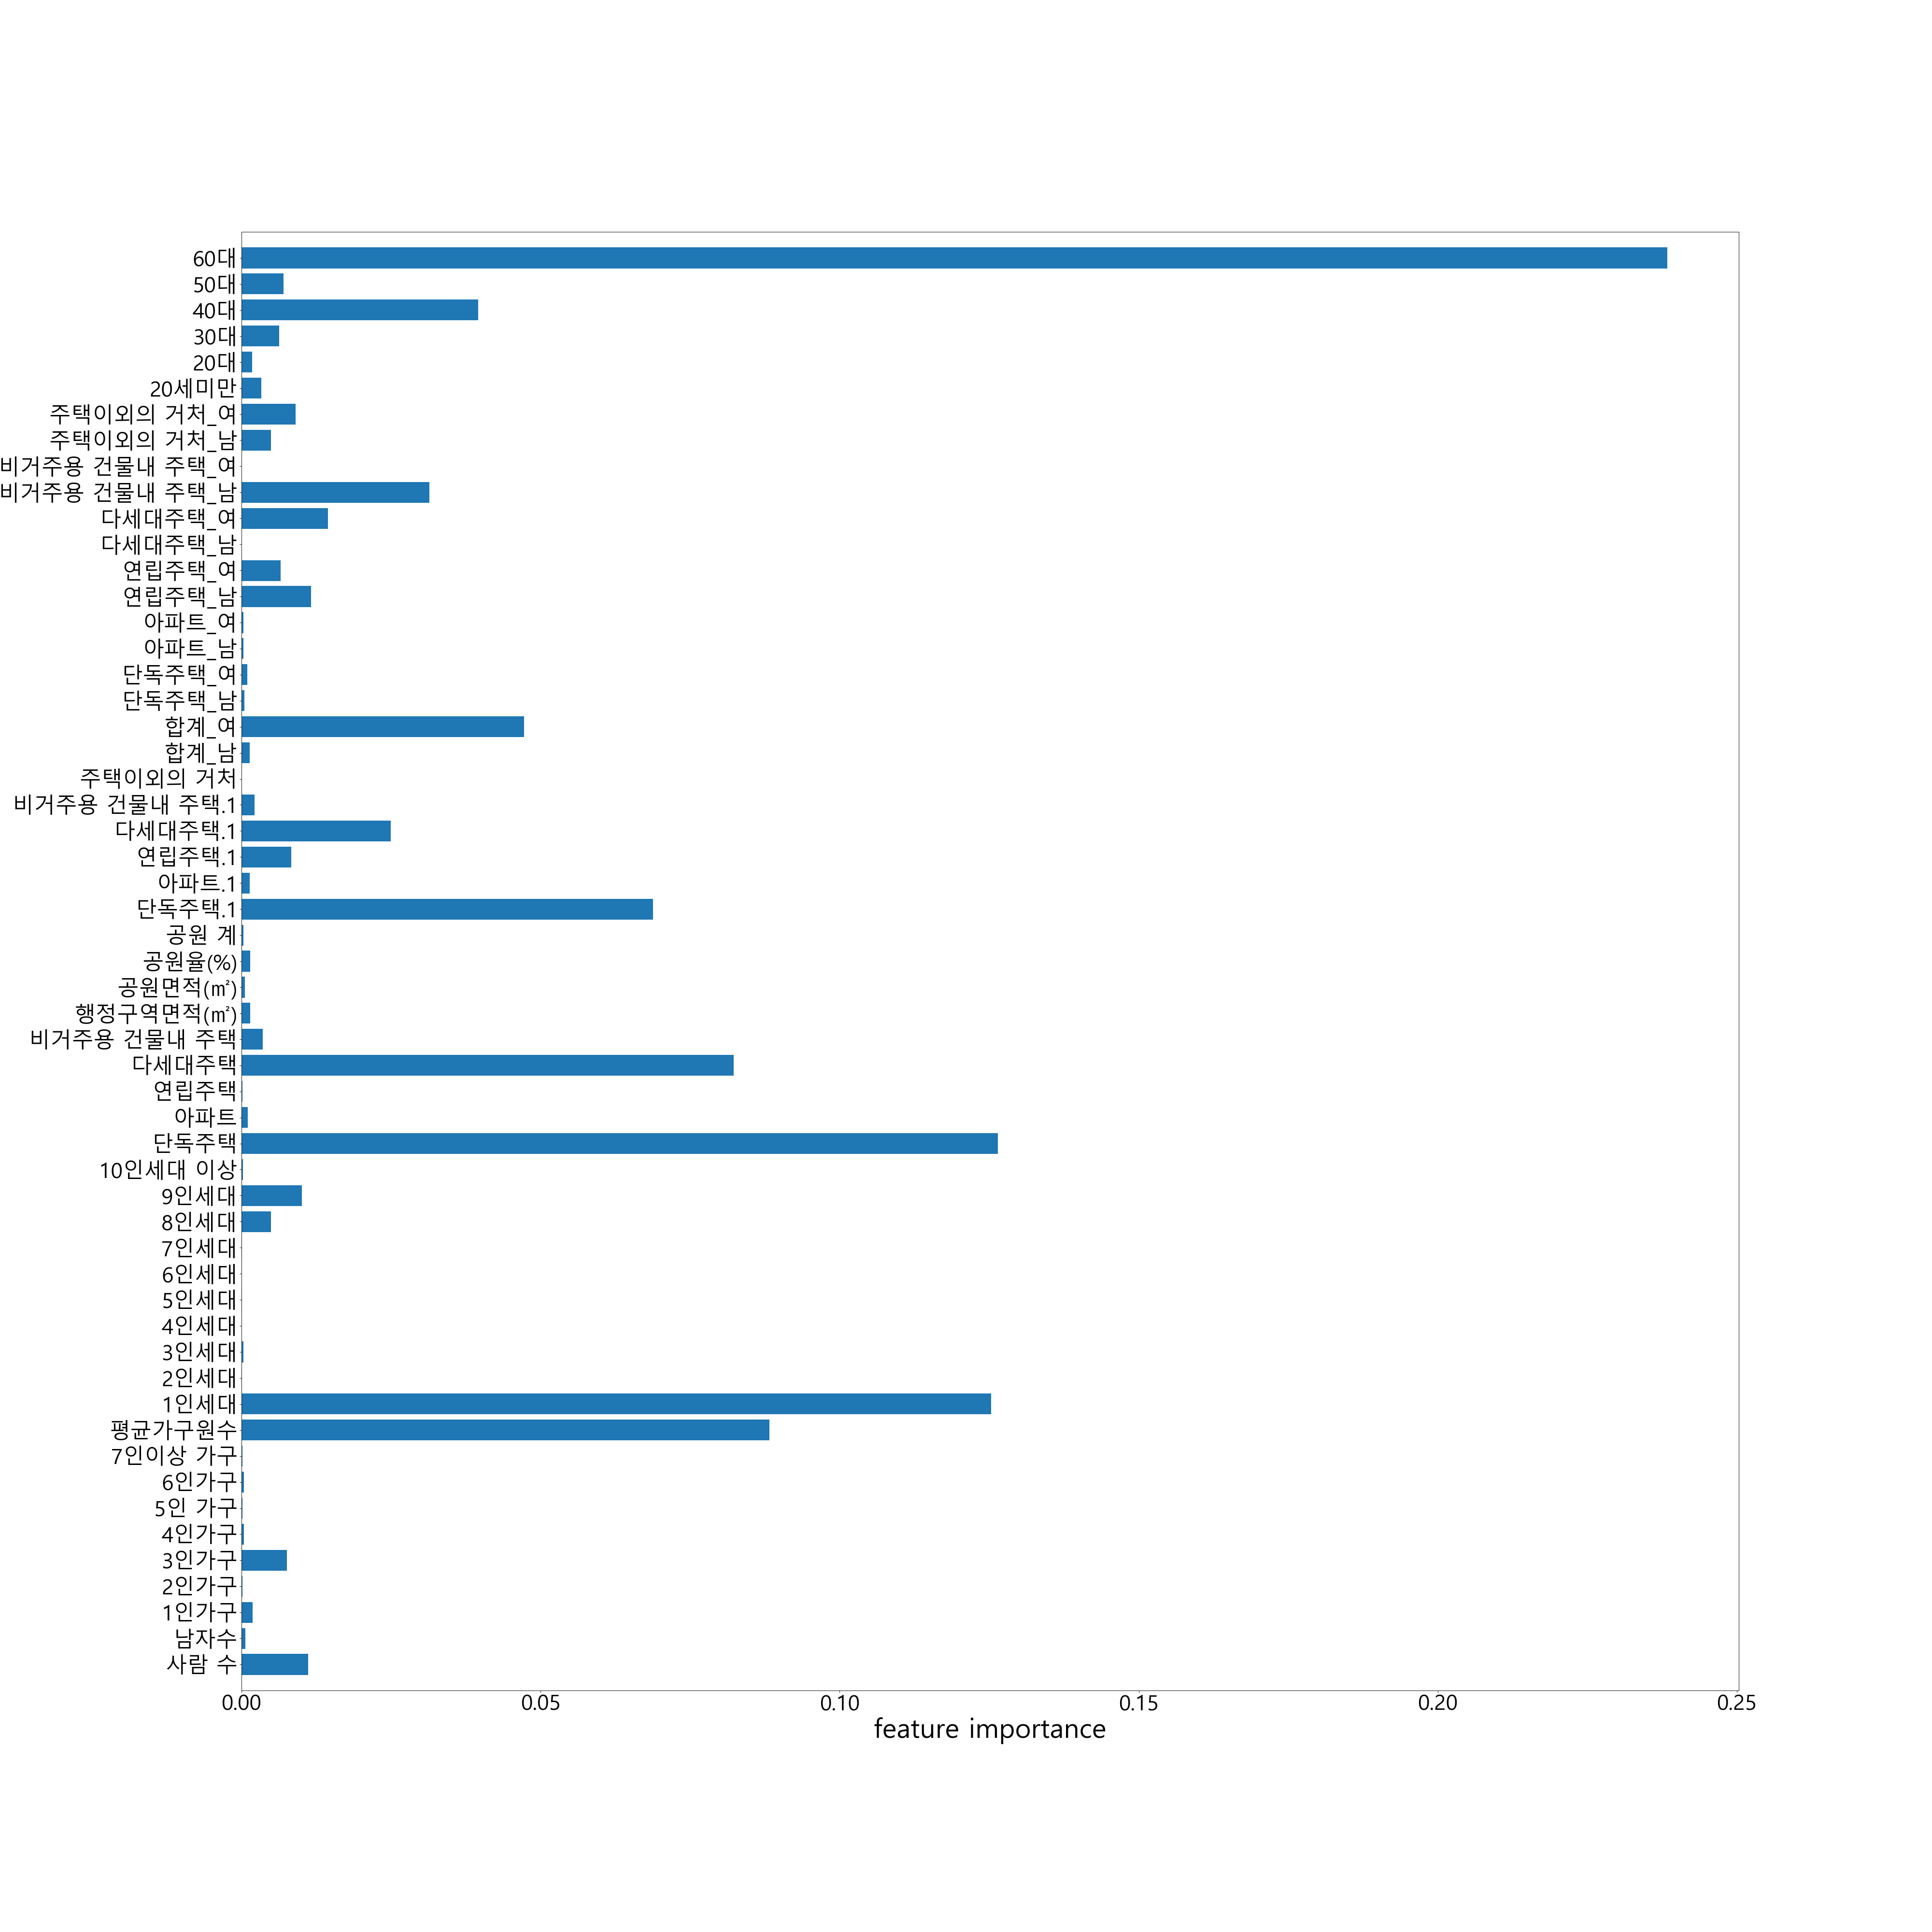 60대
50대
40대
30대
20대
20세미만
주택이외의 거처_여
주택이외의 거처_남
비거주용 건물내 주택_여
비거주용 건물내 주택_남
다세대주택_여
다세대주택_남
연립주택_여
연립주택_남
아파트_여
아파트_남
단독주택_여
단독주택_남
합계_여
합계_남
주택이외의 거처
비거주용 건물내 주택.1
다세대주택.1
연립주택.1
아파트.1
단독주택.1
공원 계
공원율(%)
공원면적(㎡)
행정구역면적(㎡)
비거주용 건물내 주택
다세대주택
연립주택
아파트
단독주택
10인세대 이상
9인세대
8인세대
7인세대
6인세대
5인세대
4인세대
3인세대
2인세대
1인세대
평균가구원수
7인이상 가구
6인가구
5인 가구
4인가구
3인가구
2인가구
1인가구
남자수
사람 수
0.00 0.05 0.10 0.15 0.20 0.25
feature importance